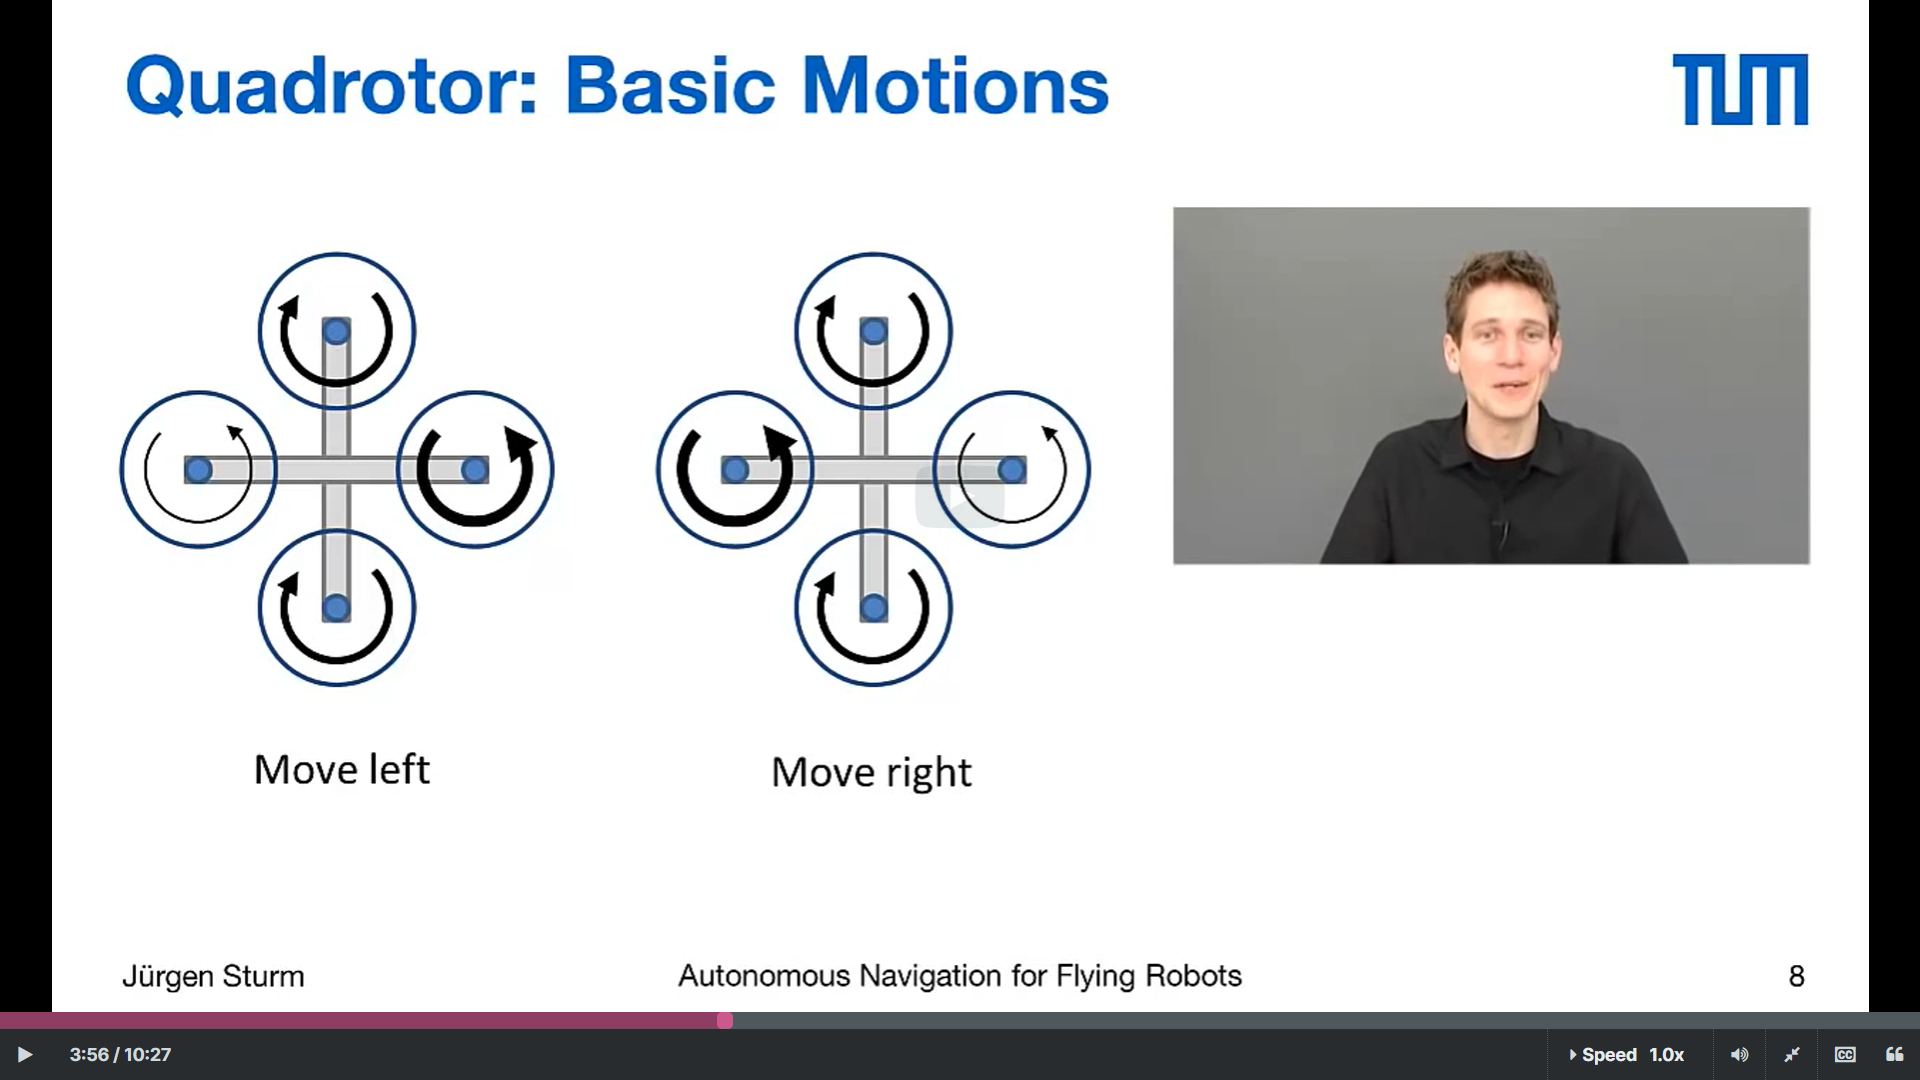 Quadrotor: Basic Motions
TUM
Move left
Move right
Jürgen Sturm
Autonomous Navigation for Flying Robots
8
3:56 / 10:27
Speed 1.0x
CC